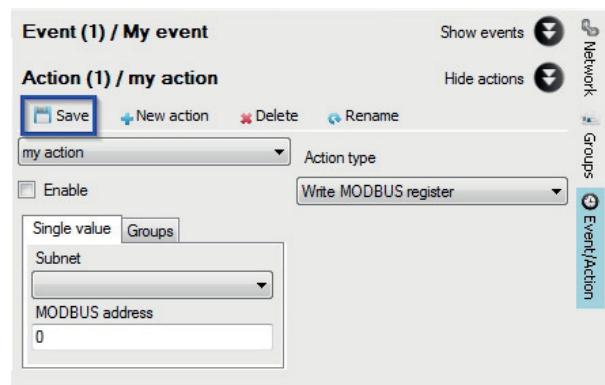 Event (1) / My event Show events
Action (1) / my action Hide actions
Save New action Delete Rename
my action Action type
Enable Write MODBUS register
Single value Groups
Subnet
MODBUS address
0
Network
Groups
Event/Action